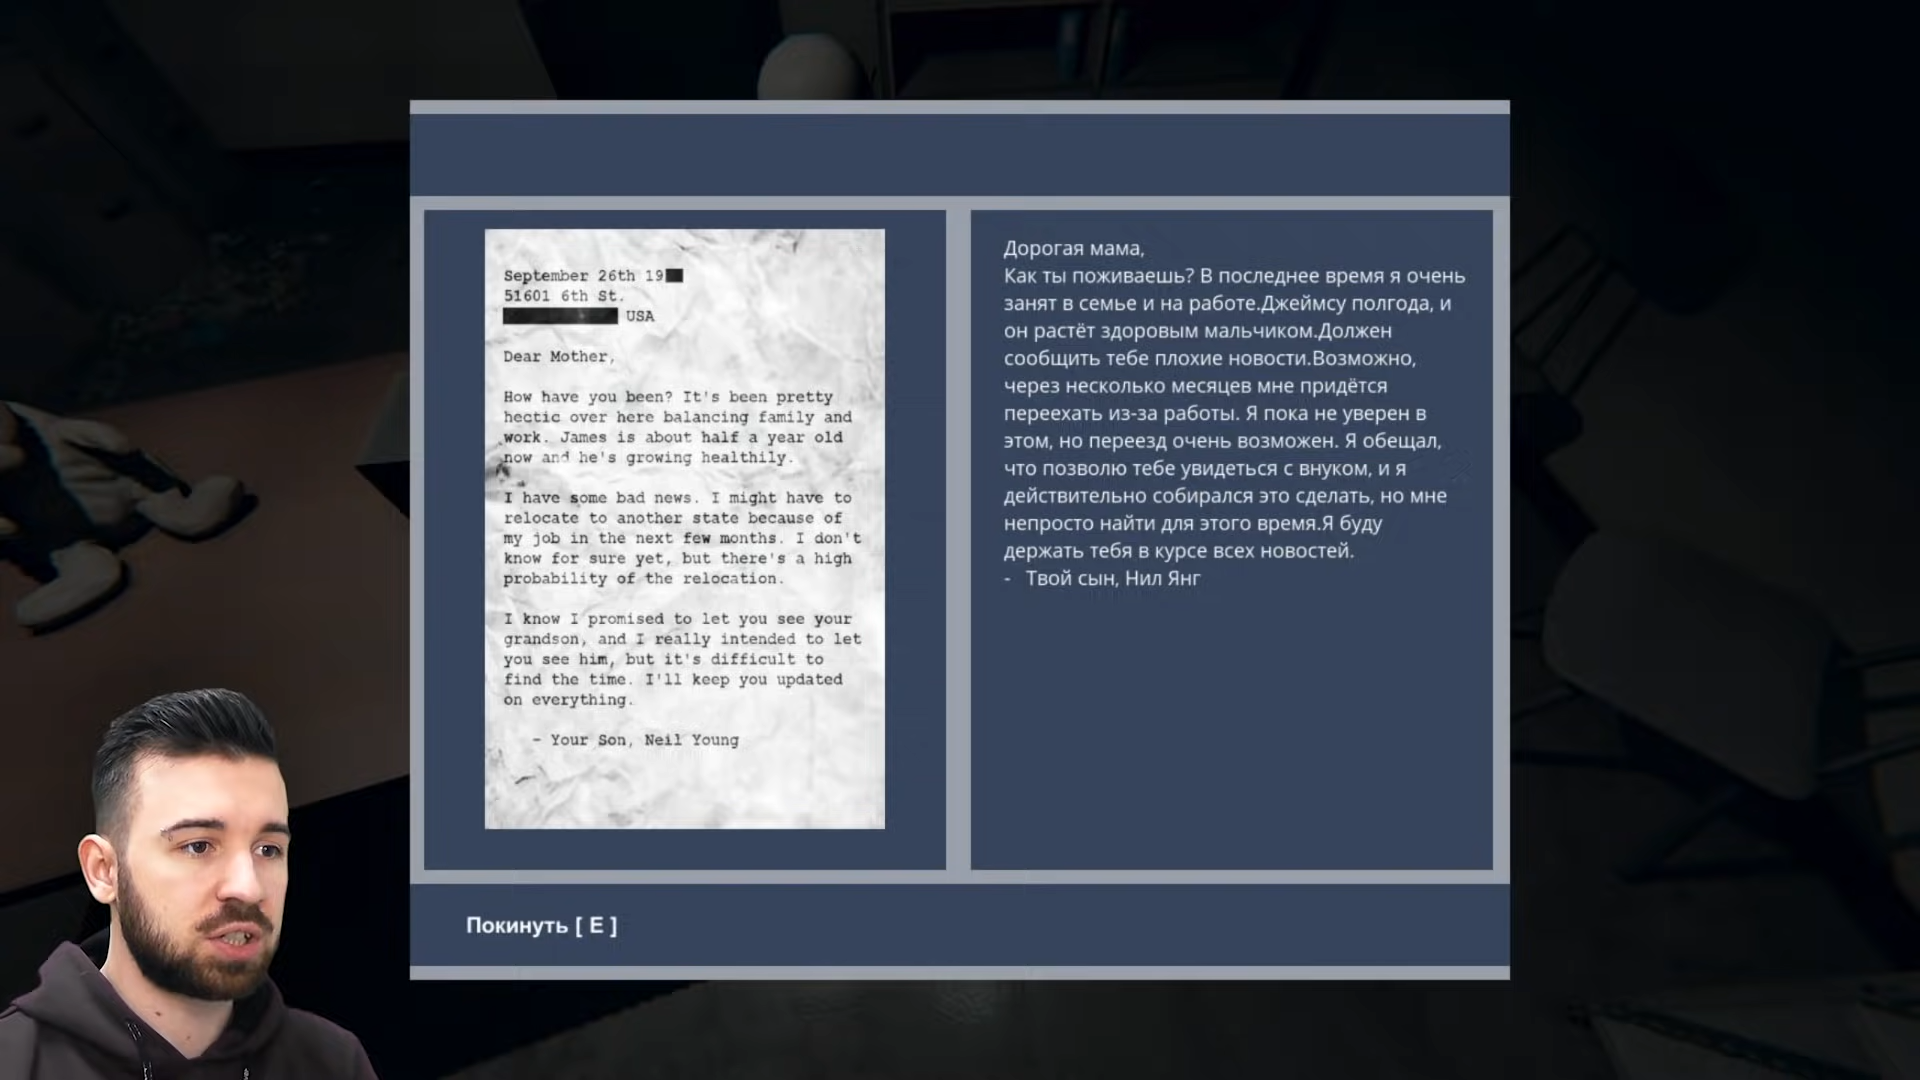 September 26th 19
51601 6th St.
USA
Dear Mother,
How have you been? It's been pretty
hectic over here balancing family and
work. James is about half a year old
now and he's growing healthily.
I have some bad news. I might have to
relocate to another state because of
my job in the next few months. I don't
know for sure yet, but there's a high
probability of the relocation.
I know I promised to let you see your
grandson, and I really intended to let
you see him, but it's difficult to
find the time. I'll keep you updated
on everything.
- Your Son, Neil Young
Дорогая мама,
Как ты поживаешь? В последнее время я очень
занят в семье и на работе.Джеймсу полгода, и
он растёт здоровым мальчиком.Должен
сообщить тебе плохие новости.Возможно,
через несколько месяцев мне придётся
переехать из-за работы. Я пока не уверен в
этом, но переезд очень возможен. Я обещал,
что позволю тебе увидеться с внуком, и я
действительно собирался это сделать, но мне
непросто найти для этого время.Я буду
держать тебя в курсе всех новостей.
- Твой сын, Нил Янг
Покинуть [ E ]